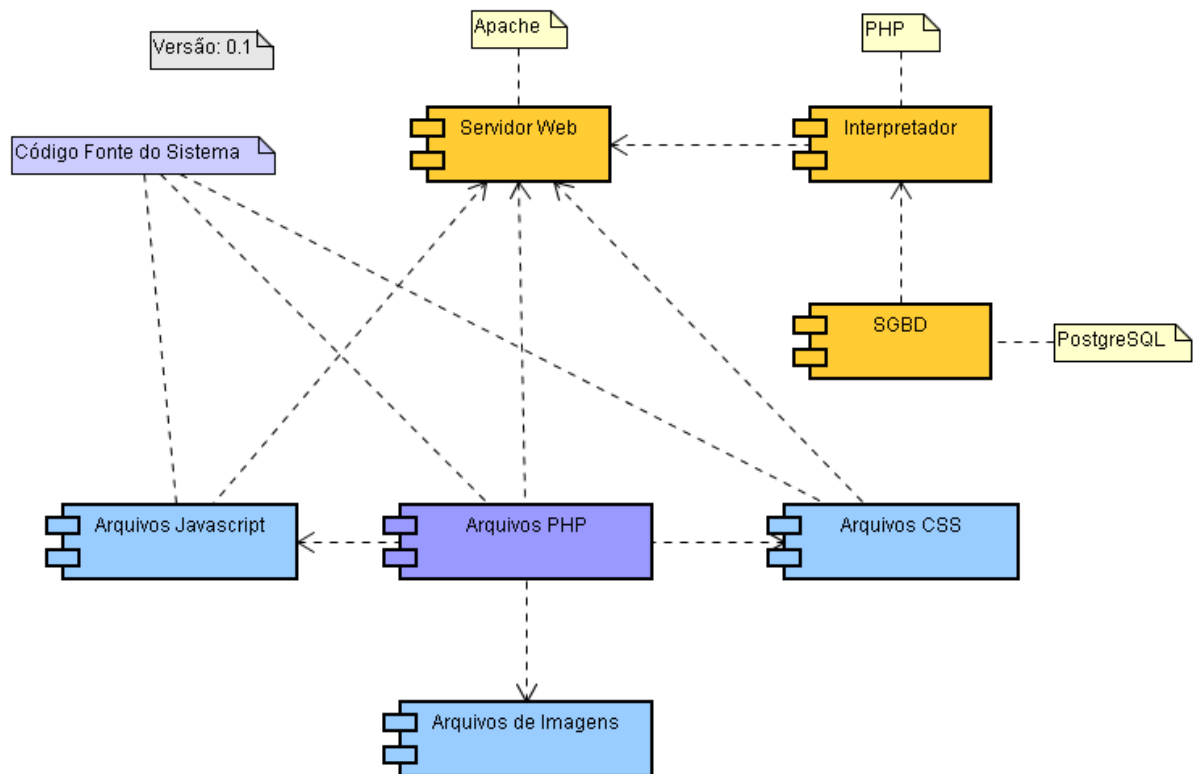 Apache
PHP
Versão: 0.1
Servidor Web
Interpretador
Código Fonte do Sistema
SGBD
PostgreSQL
Arquivos Javascript
Arquivos PHP
Arquivos CSS
Arquivos de Imagens